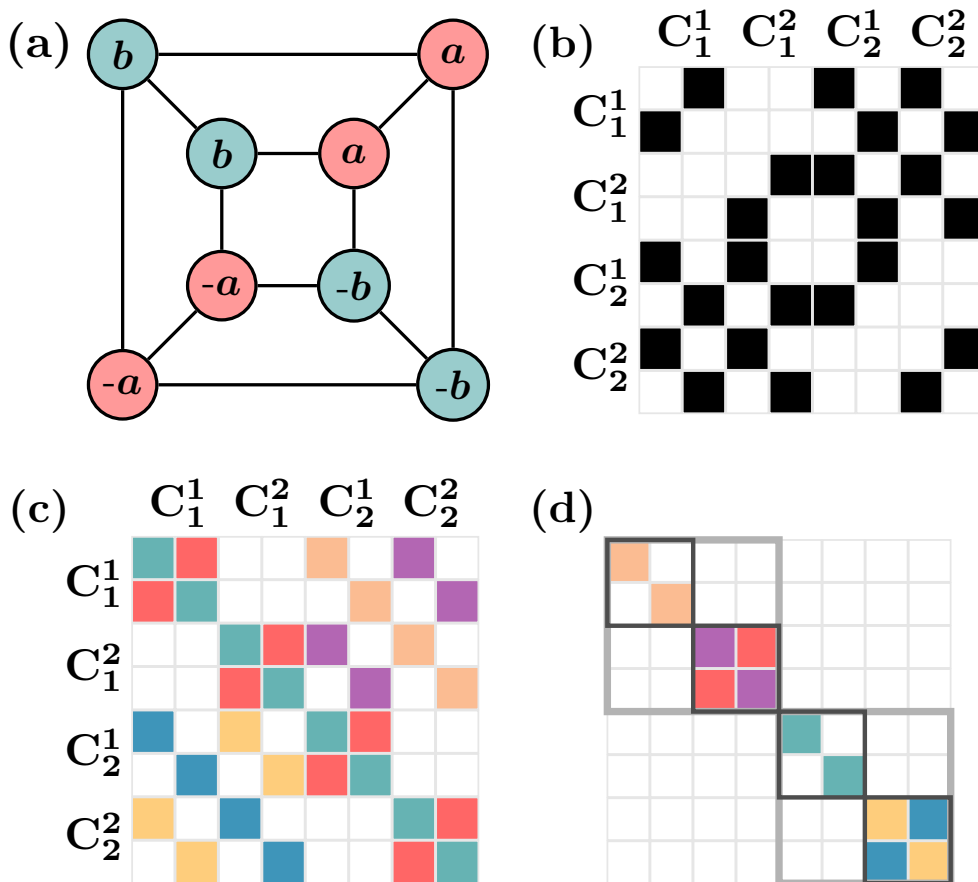 (a)
b a
b a
-a -b
-a -b
(b)
C₁¹ C₁² C₂¹ C₂²
C₁¹
C₁²
C₂¹
C₂²
(c)
C₁¹ C₁² C₂¹ C₂²
C₁¹
C₁²
C₂¹
C₂²
(d)